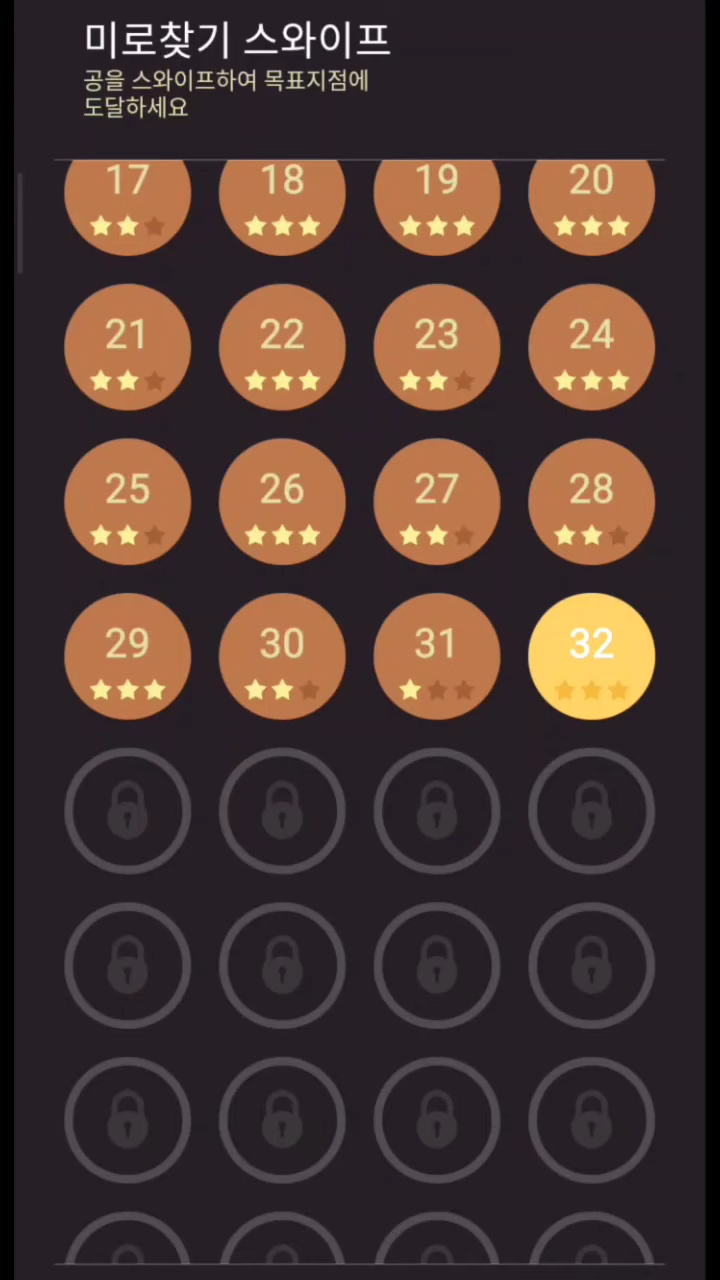 미로찾기 스와이프
공을 스와이프하여 목표지점에
도달하세요
17 18 19 20
21 22 23 24
25 26 27 28
29 30 31 32